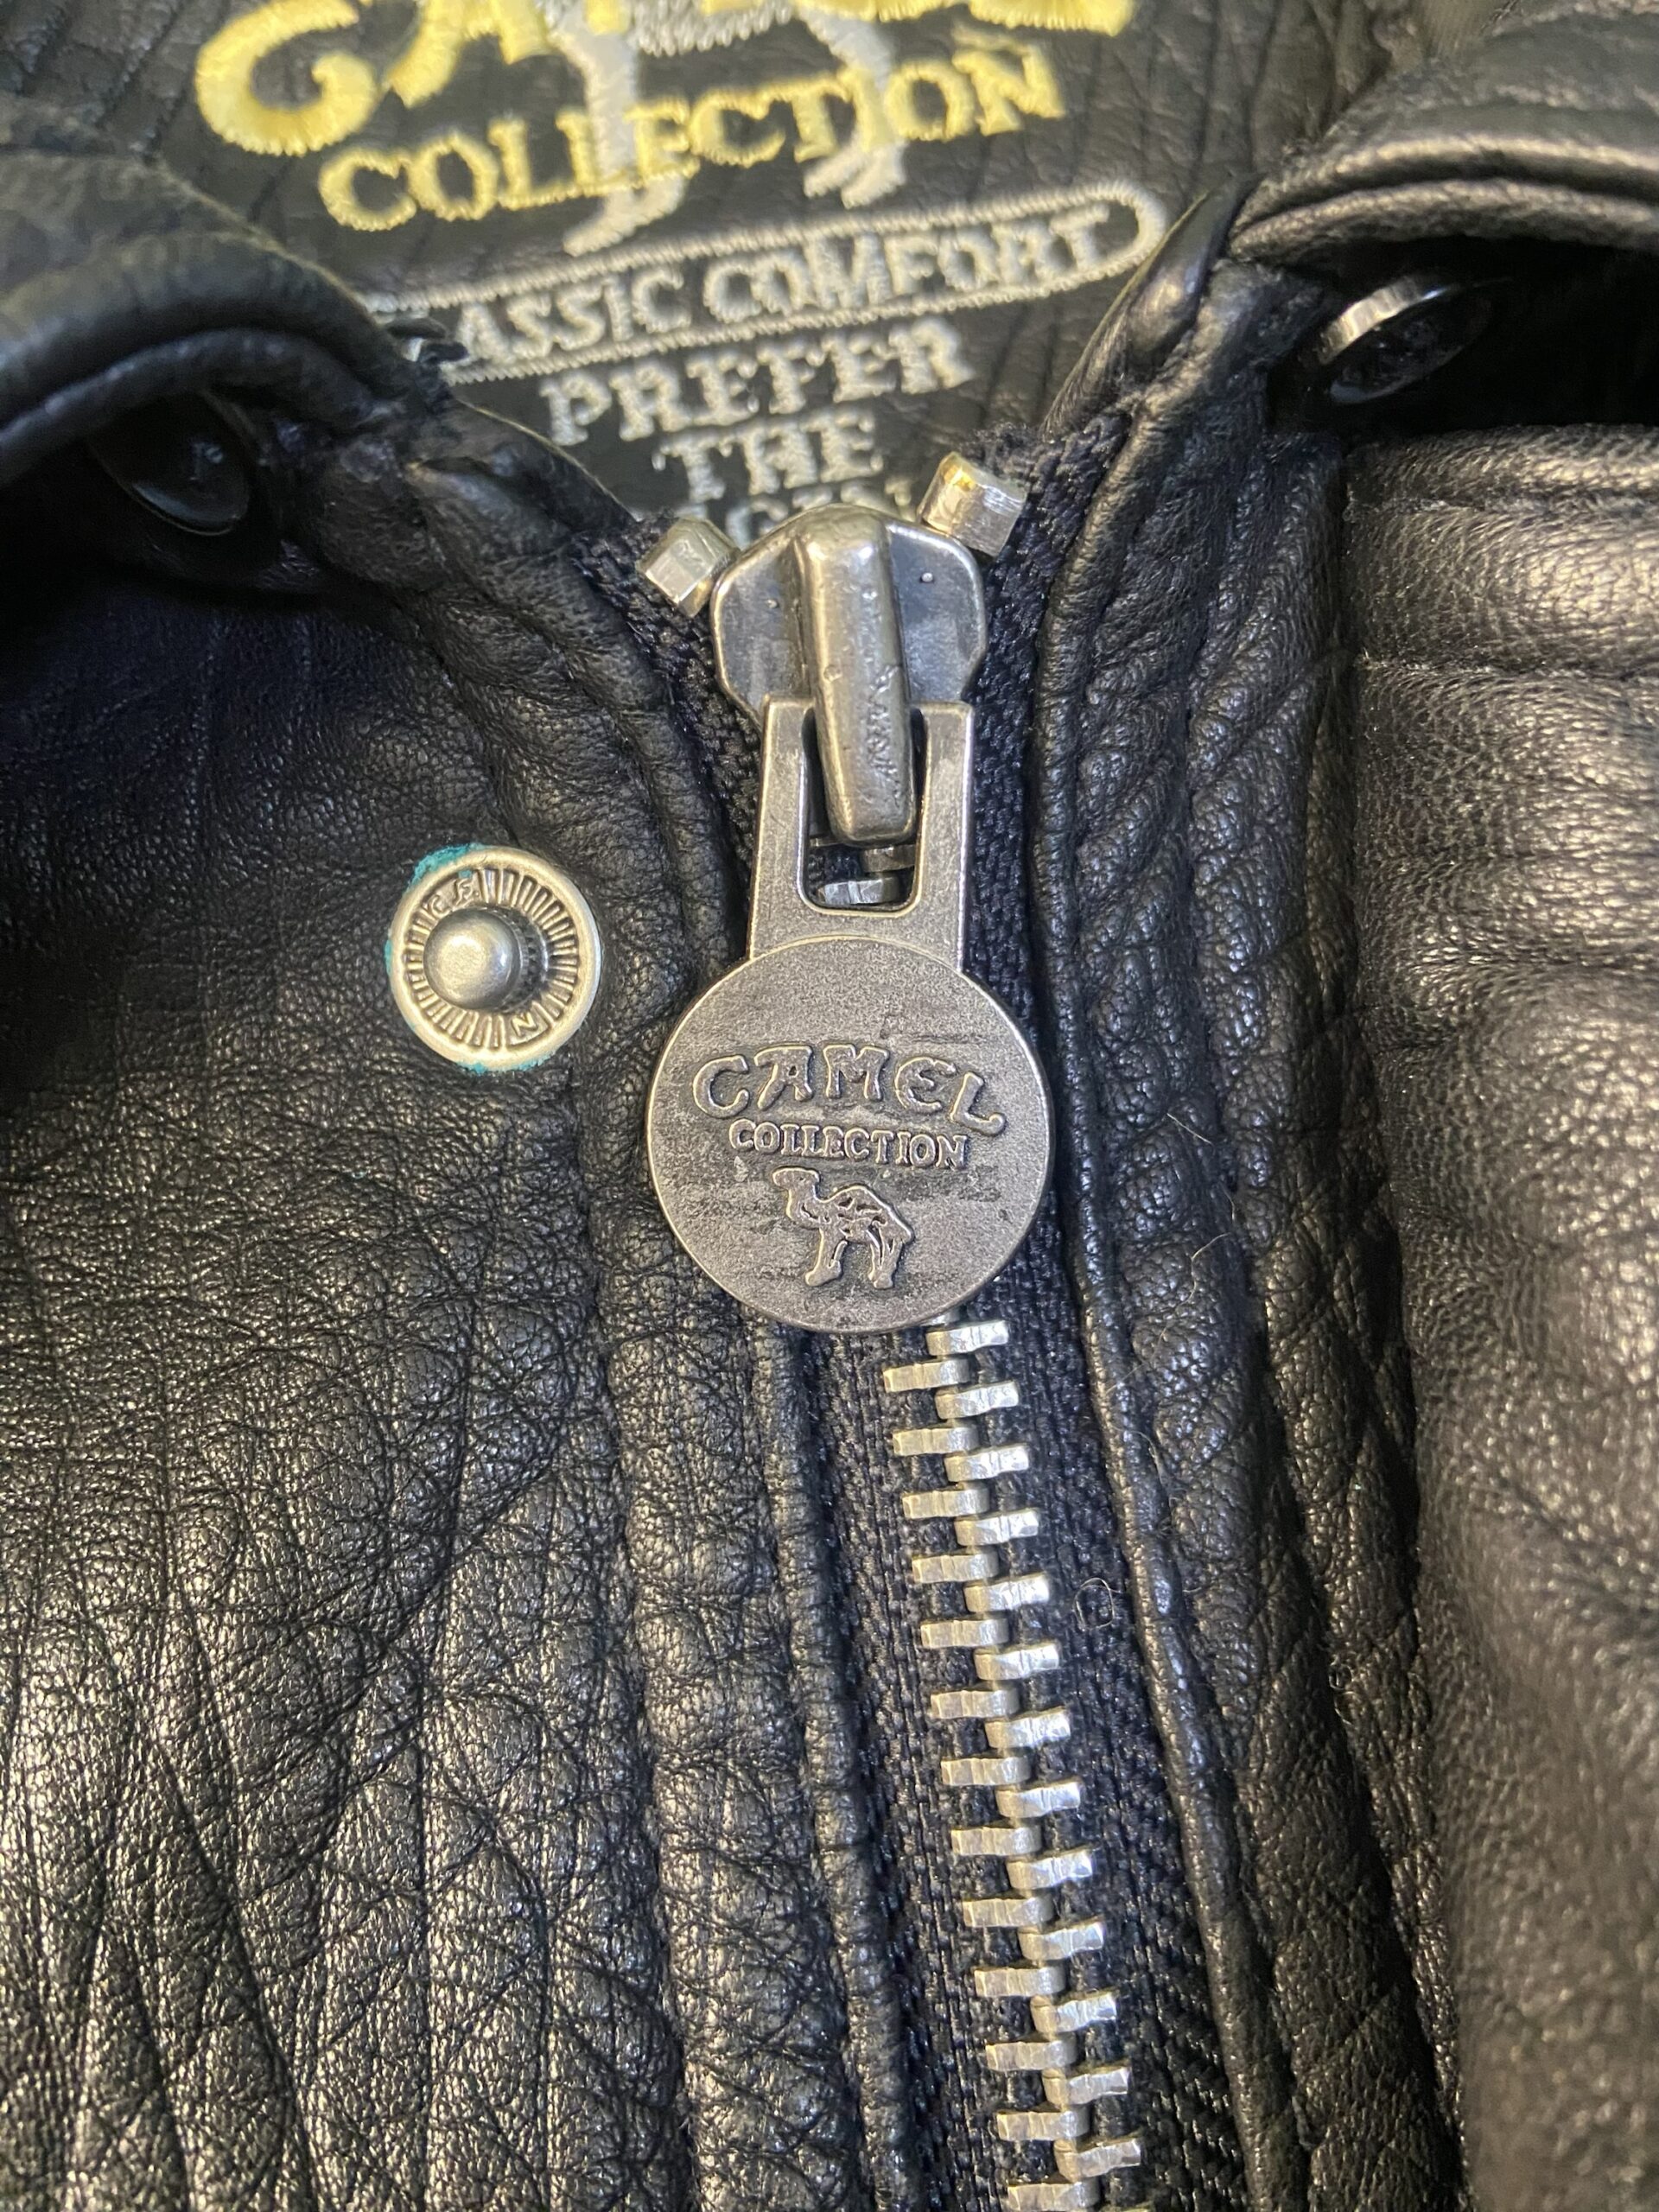 COLLECTION
CLASSIC COMFORT
PREFER
THE
CAMEL
COLLECTION